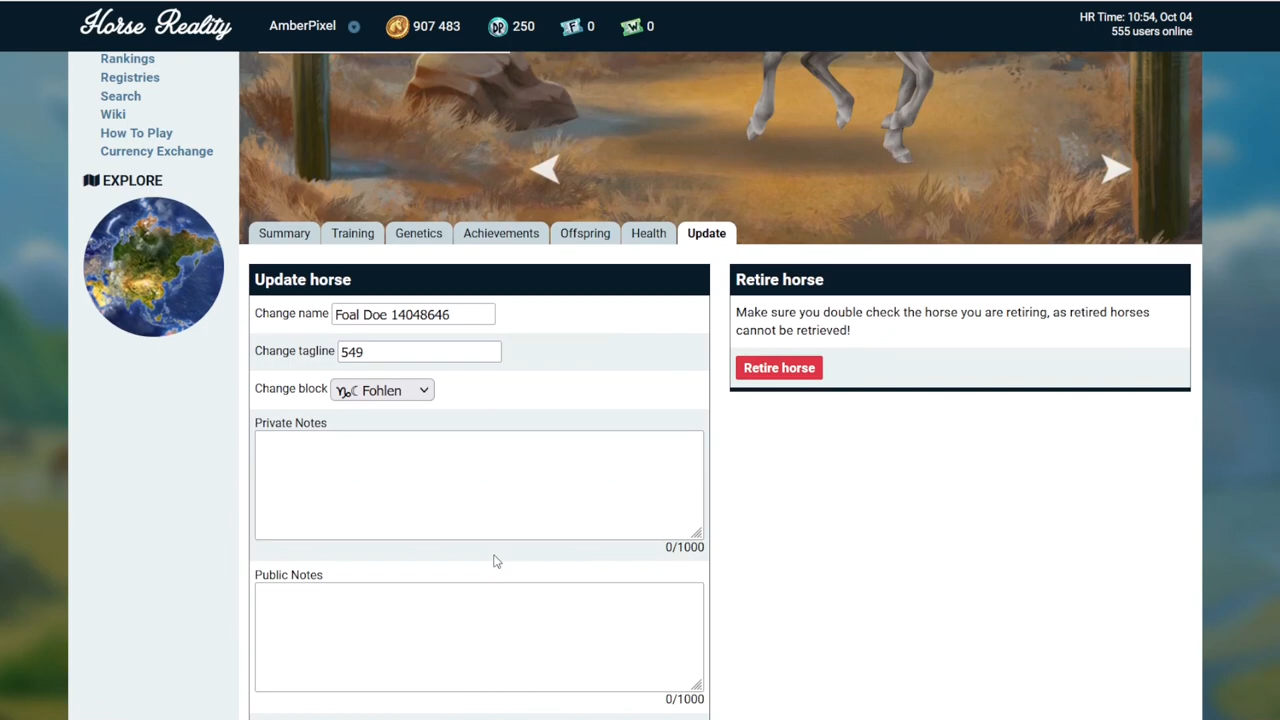 Horse Reality
AmberPixel
907 483
DP 250
F 0
W 0
HR Time: 10:54, Oct 04
555 users online
Rankings
Registries
Search
Wiki
How To Play
Currency Exchange
EXPLORE
Summary
Training
Genetics
Achievements
Offspring
Health
Update
Update horse
Change name Foal Doe 14048646
Change tagline 549
Change block ♑︎☾ Fohlen
Private Notes
0/1000
Public Notes
0/1000
Retire horse
Make sure you double check the horse you are retiring, as retired horses
cannot be retrieved!
Retire horse